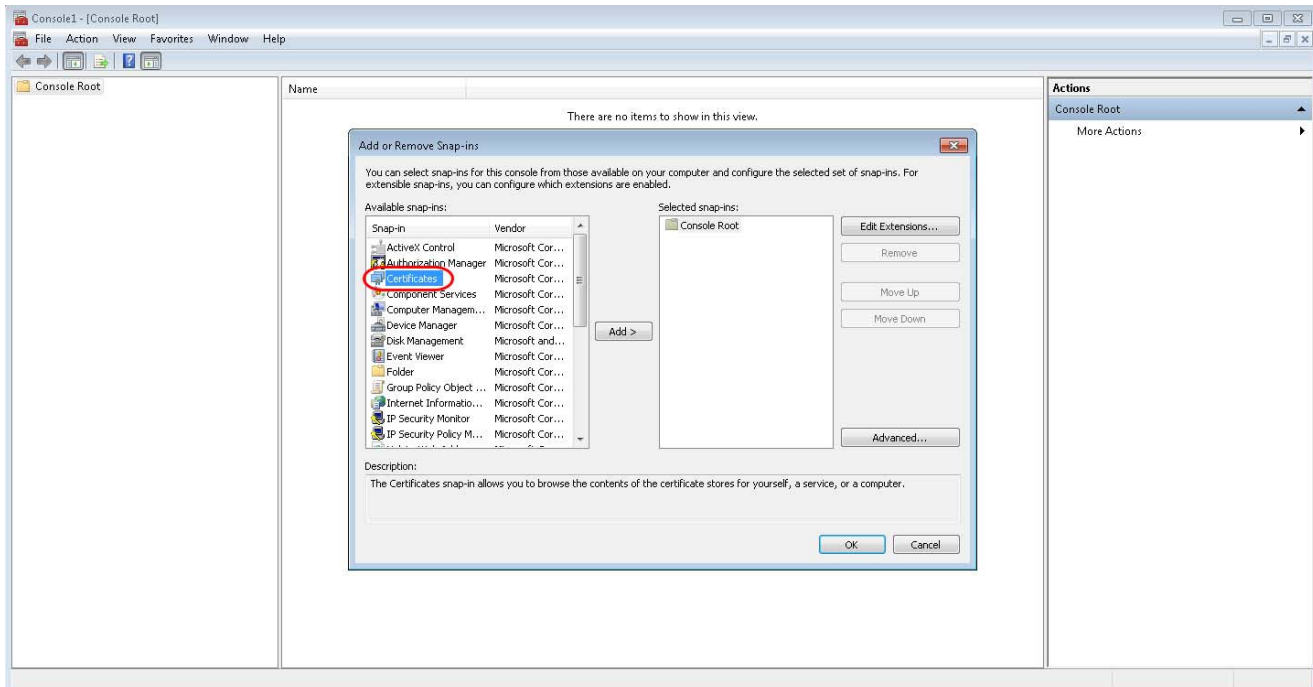 Console1 - [Console Root]
File Action View Favorites Window Help
Console Root
Name
There are no items to show in this view.
Actions
Console Root
More Actions
Add or Remove Snap-ins
You can select snap-ins for this console from those available on your computer and configure the selected set of snap-ins. For
extensible snap-ins, you can configure which extensions are enabled.
Available snap-ins:
Snap-in Vendor
ActiveX Control Microsoft Cor...
Authorization Manager Microsoft Cor...
Certificates Microsoft Cor...
Component Services Microsoft Cor...
Computer Managem... Microsoft Cor...
Device Manager Microsoft Cor...
Disk Management Microsoft and...
Event Viewer Microsoft Cor...
Folder Microsoft Cor...
Group Policy Object ... Microsoft Cor...
Internet Informatio... Microsoft Cor...
IP Security Monitor Microsoft Cor...
IP Security Policy M... Microsoft Cor...
Add >
Selected snap-ins:
Console Root
Edit Extensions...
Remove
Move Up
Move Down
Advanced...
Description:
The Certificates snap-in allows you to browse the contents of the certificate stores for yourself, a service, or a computer.
OK
Cancel